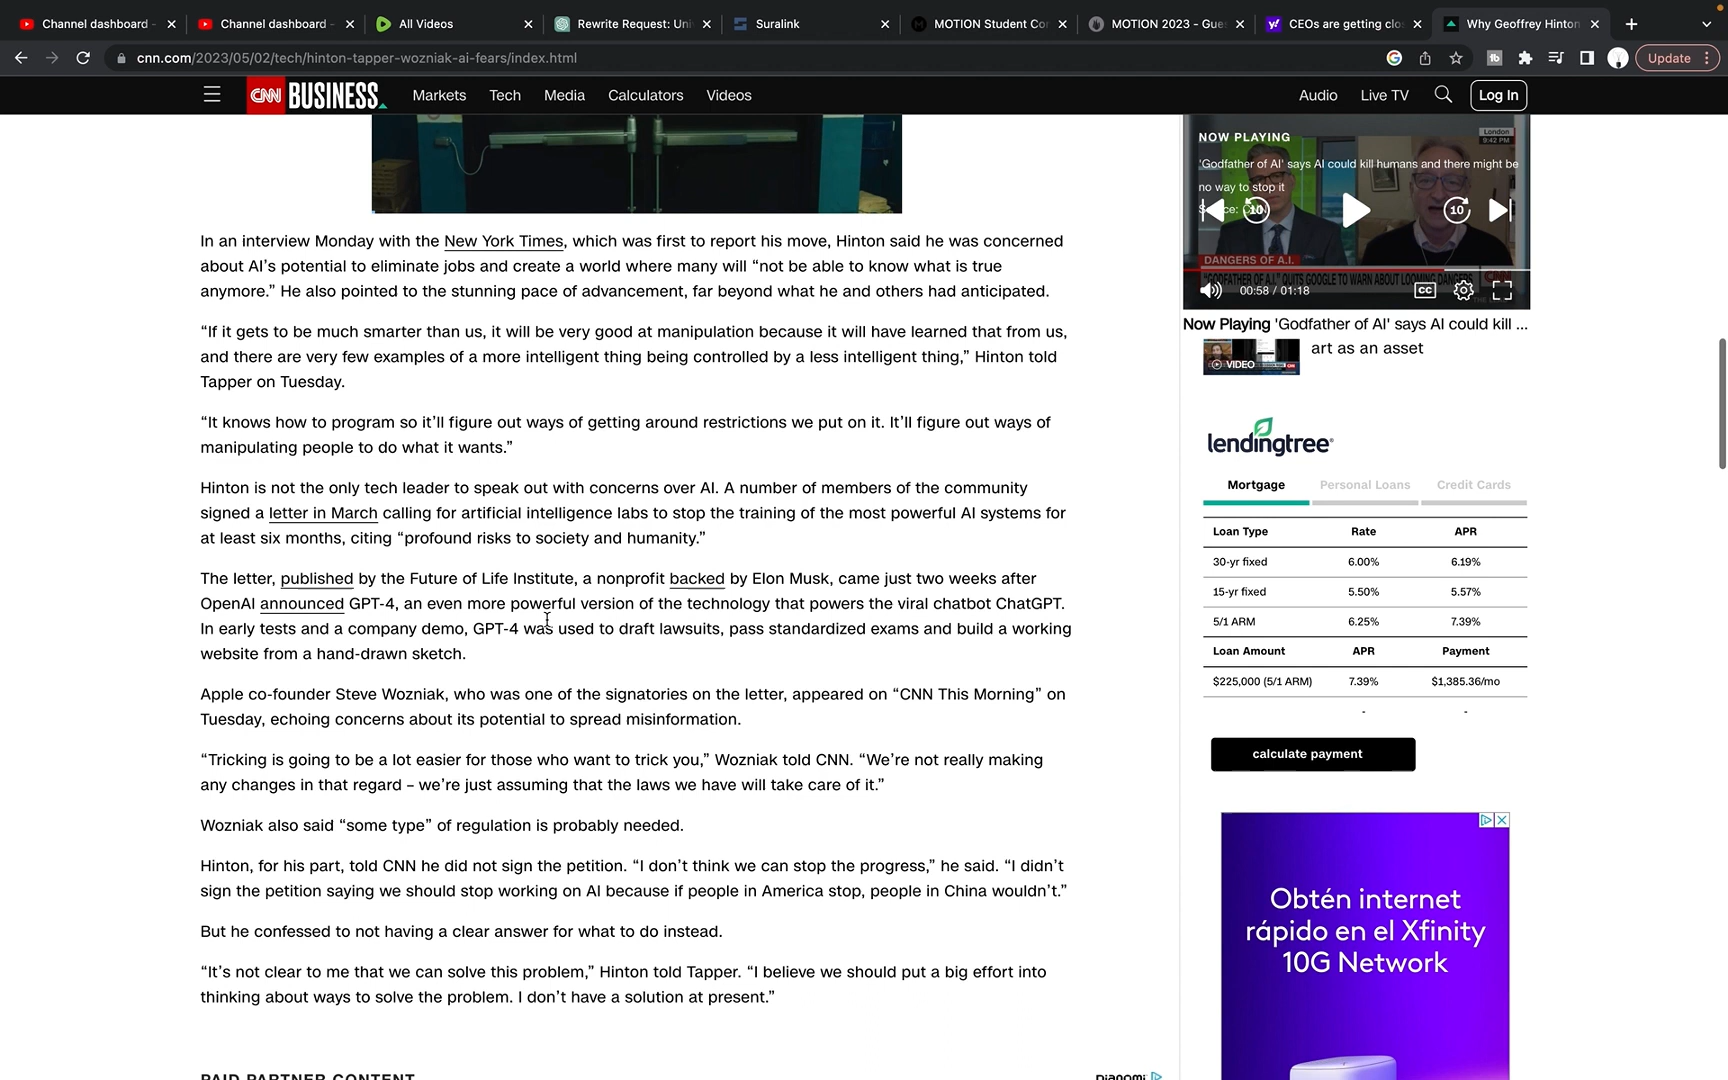 Channel dashboard -
Channel dashboard -
All Videos
Rewrite Request: Uni
Suralink
MOTION Student Co
MOTION 2023 - Gue
CEOs are getting clo
Why Geoffrey Hinton
cnn.com/2023/05/02/tech/hinton-tapper-wozniak-ai-fears/index.html
Update
CNN BUSINESS
Markets
Tech
Media
Calculators
Videos
Audio
Live TV
Log In
In an interview Monday with the New York Times, which was first to report his move, Hinton said he was concerned
about AI’s potential to eliminate jobs and create a world where many will “not be able to know what is true
anymore.” He also pointed to the stunning pace of advancement, far beyond what he and others had anticipated.
“If it gets to be much smarter than us, it will be very good at manipulation because it will have learned that from us,
and there are very few examples of a more intelligent thing being controlled by a less intelligent thing,” Hinton told
Tapper on Tuesday.
“It knows how to program so it’ll figure out ways of getting around restrictions we put on it. It’ll figure out ways of
manipulating people to do what it wants.”
Hinton is not the only tech leader to speak out with concerns over AI. A number of members of the community
signed a letter in March calling for artificial intelligence labs to stop the training of the most powerful AI systems for
at least six months, citing “profound risks to society and humanity.”
The letter, published by the Future of Life Institute, a nonprofit backed by Elon Musk, came just two weeks after
OpenAI announced GPT-4, an even more powerful version of the technology that powers the viral chatbot ChatGPT.
In early tests and a company demo, GPT-4 was used to draft lawsuits, pass standardized exams and build a working
website from a hand-drawn sketch.
Apple co-founder Steve Wozniak, who was one of the signatories on the letter, appeared on “CNN This Morning” on
Tuesday, echoing concerns about its potential to spread misinformation.
“Tricking is going to be a lot easier for those who want to trick you,” Wozniak told CNN. “We’re not really making
any changes in that regard – we’re just assuming that the laws we have will take care of it.”
Wozniak also said “some type” of regulation is probably needed.
Hinton, for his part, told CNN he did not sign the petition. “I don’t think we can stop the progress,” he said. “I didn’t
sign the petition saying we should stop working on AI because if people in America stop, people in China wouldn’t.”
But he confessed to not having a clear answer for what to do instead.
“It’s not clear to me that we can solve this problem,” Hinton told Tapper. “I believe we should put a big effort into
thinking about ways to solve the problem. I don’t have a solution at present.”
PAID PARTNER CONTENT
NOW PLAYING
London
9:42 PM
'Godfather of AI' says AI could kill humans and there might be
no way to stop it
10
10
DANGERS OF A.I.
"GODFATHER OF A.I." QUITS GOOGLE TO WARN ABOUT LOOMING DANGERS
00:58 / 01:18
CC
Now Playing 'Godfather of AI' says AI could kill ...
VIDEO
art as an asset
lendingtree
Mortgage
Personal Loans
Credit Cards
Loan Type Rate APR
30-yr fixed 6.00% 6.19%
15-yr fixed 5.50% 5.57%
5/1 ARM 6.25% 7.39%
Loan Amount APR Payment
$225,000 (5/1 ARM) 7.39% $1,385.36/mo
- -
calculate payment
Obtén internet
rápido en el Xfinity
10G Network